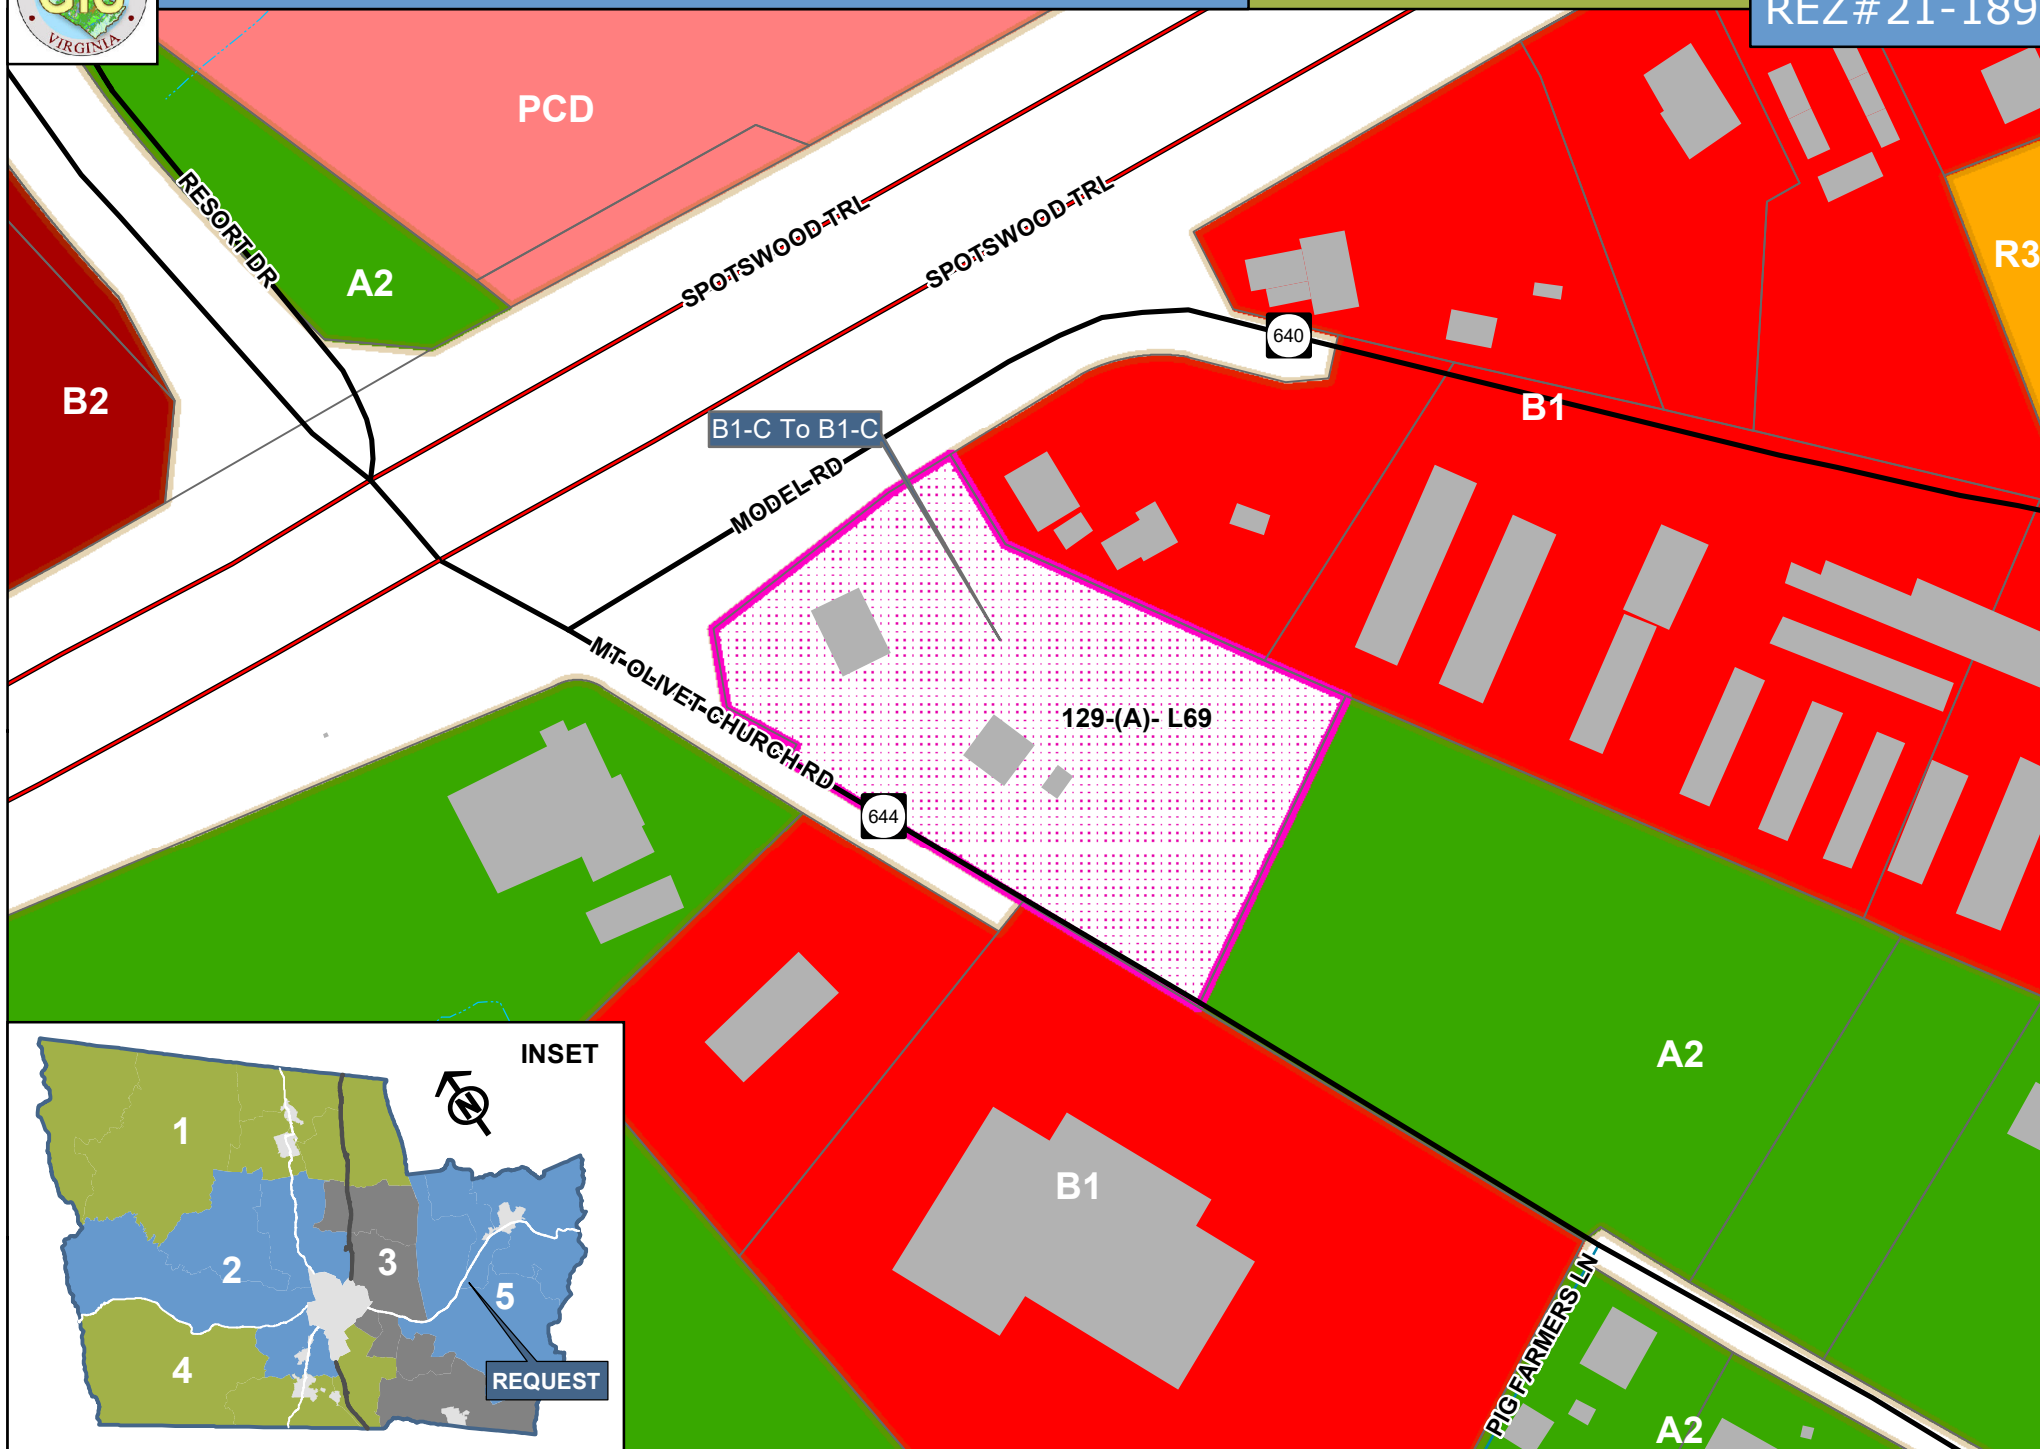 GIS
VIRGINIA
REZ#21-189
PCD
RESORT DR
A2
SPOTSWOOD TRL
SPOTSWOOD TRL
R3
B2
640
B1
B1-C To B1-C
MODEL RD
MT OLIVET CHURCH RD
129-(A)- L69
644
A2
B1
PIG FARMERS LN
A2
INSET
N
1
2
3
5
4
REQUEST